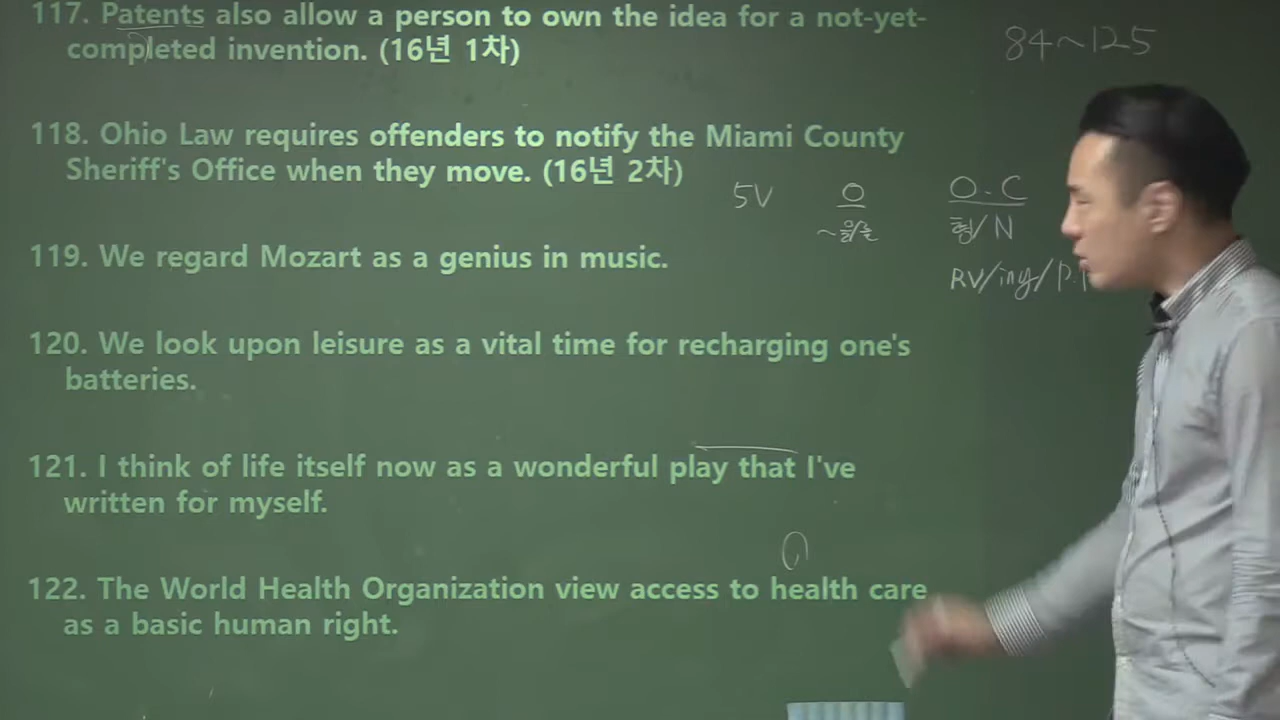 117. Patents also allow a person to own the idea for a not-yet-
completed invention. (16년 1차)
84~125
118. Ohio Law requires offenders to notify the Miami County
Sheriff's Office when they move. (16년 2차)
5V O O.C
~을/를 형/N
RV/ing/p.p
119. We regard Mozart as a genius in music.
120. We look upon leisure as a vital time for recharging one's
batteries.
121. I think of life itself now as a wonderful play that I've
written for myself.
122. The World Health Organization view access to health care
as a basic human right.